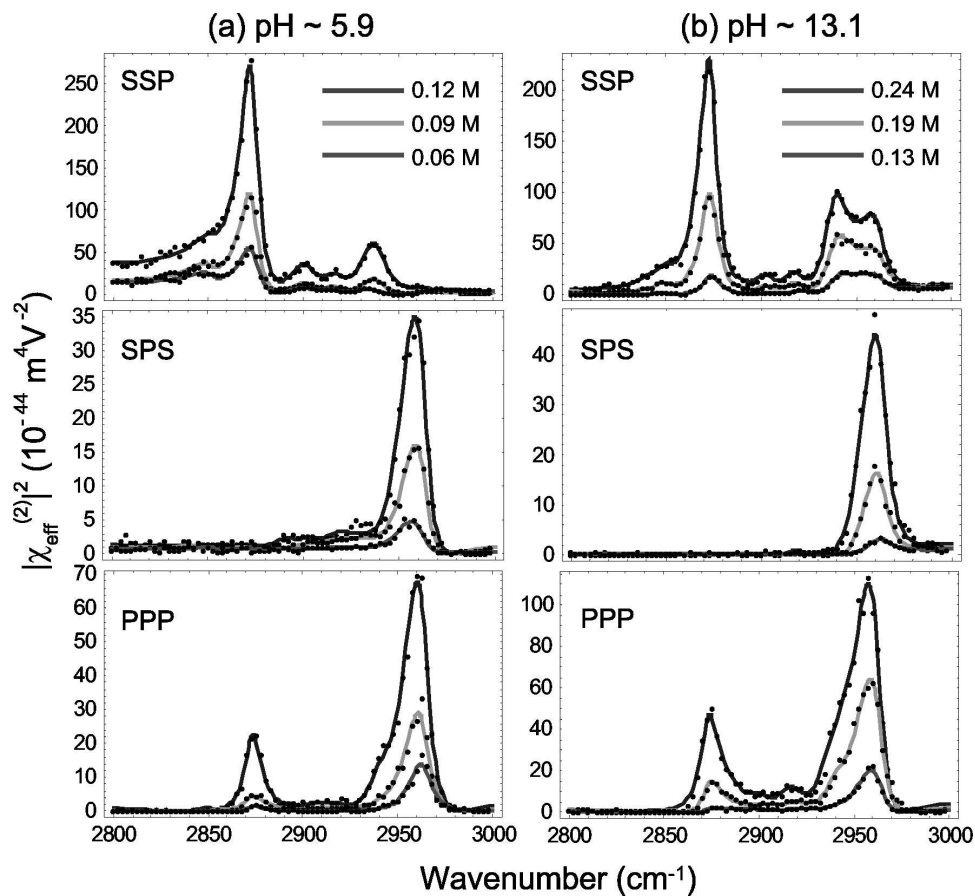 (a) pH ~ 5.9
(b) pH ~ 13.1
SSP
0.12 M
0.09 M
0.06 M
250
200
150
100
50
0
SSP
0.24 M
0.19 M
0.13 M
200
150
100
50
0
SPS
35
30
25
20
15
10
5
0
SPS
40
30
20
10
0
PPP
70
60
50
40
30
20
10
0
PPP
100
80
60
40
20
0
|χeff(2)|2 (10-44 m4V-2)
2800 2850 2900 2950 3000
2800 2850 2900 2950 3000
Wavenumber (cm-1)